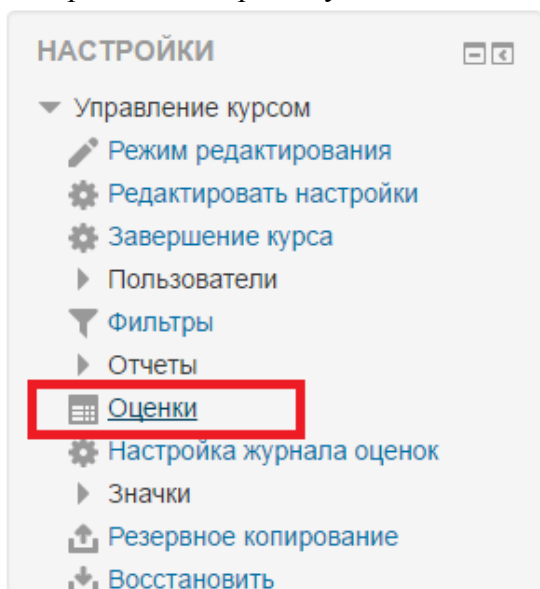 НАСТРОЙКИ
Управление курсом
Режим редактирования
Редактировать настройки
Завершение курса
Пользователи
Фильтры
Отчеты
Оценки
Настройка журнала оценок
Значки
Резервное копирование
Восстановить